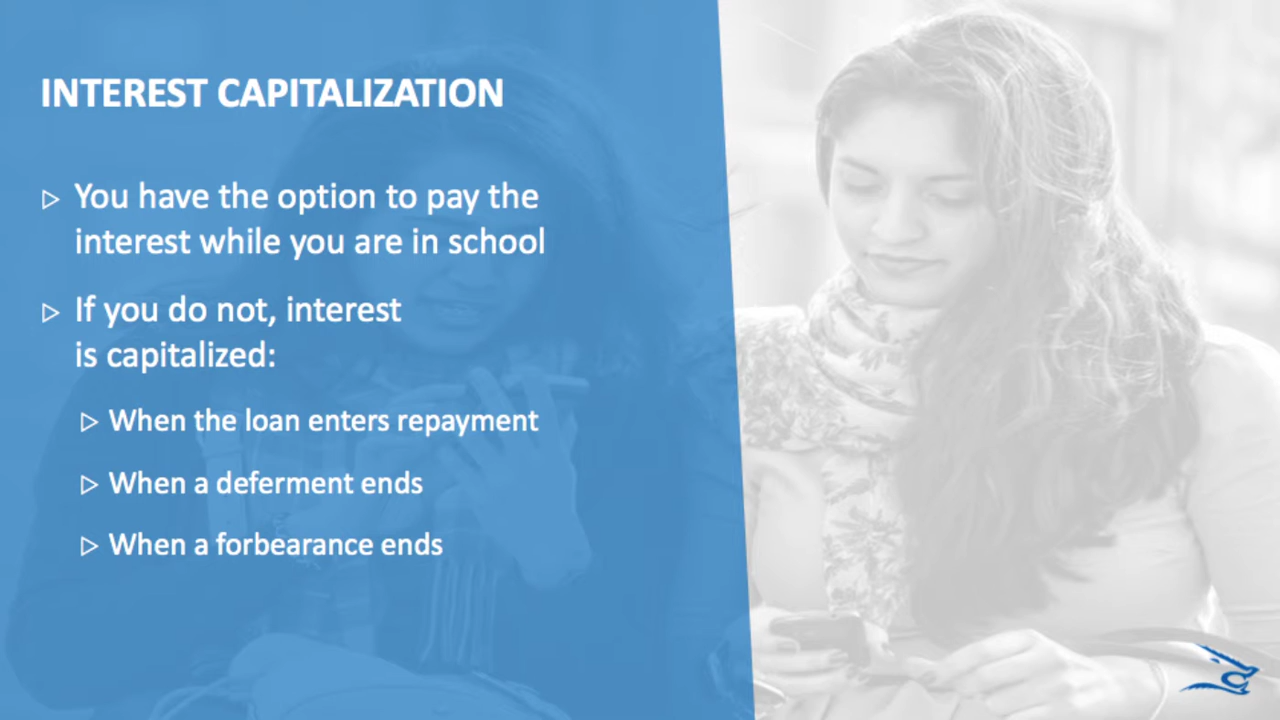 INTEREST CAPITALIZATION
▷ You have the option to pay the
interest while you are in school
▷ If you do not, interest
is capitalized:
▷ When the loan enters repayment
▷ When a deferment ends
▷ When a forbearance ends